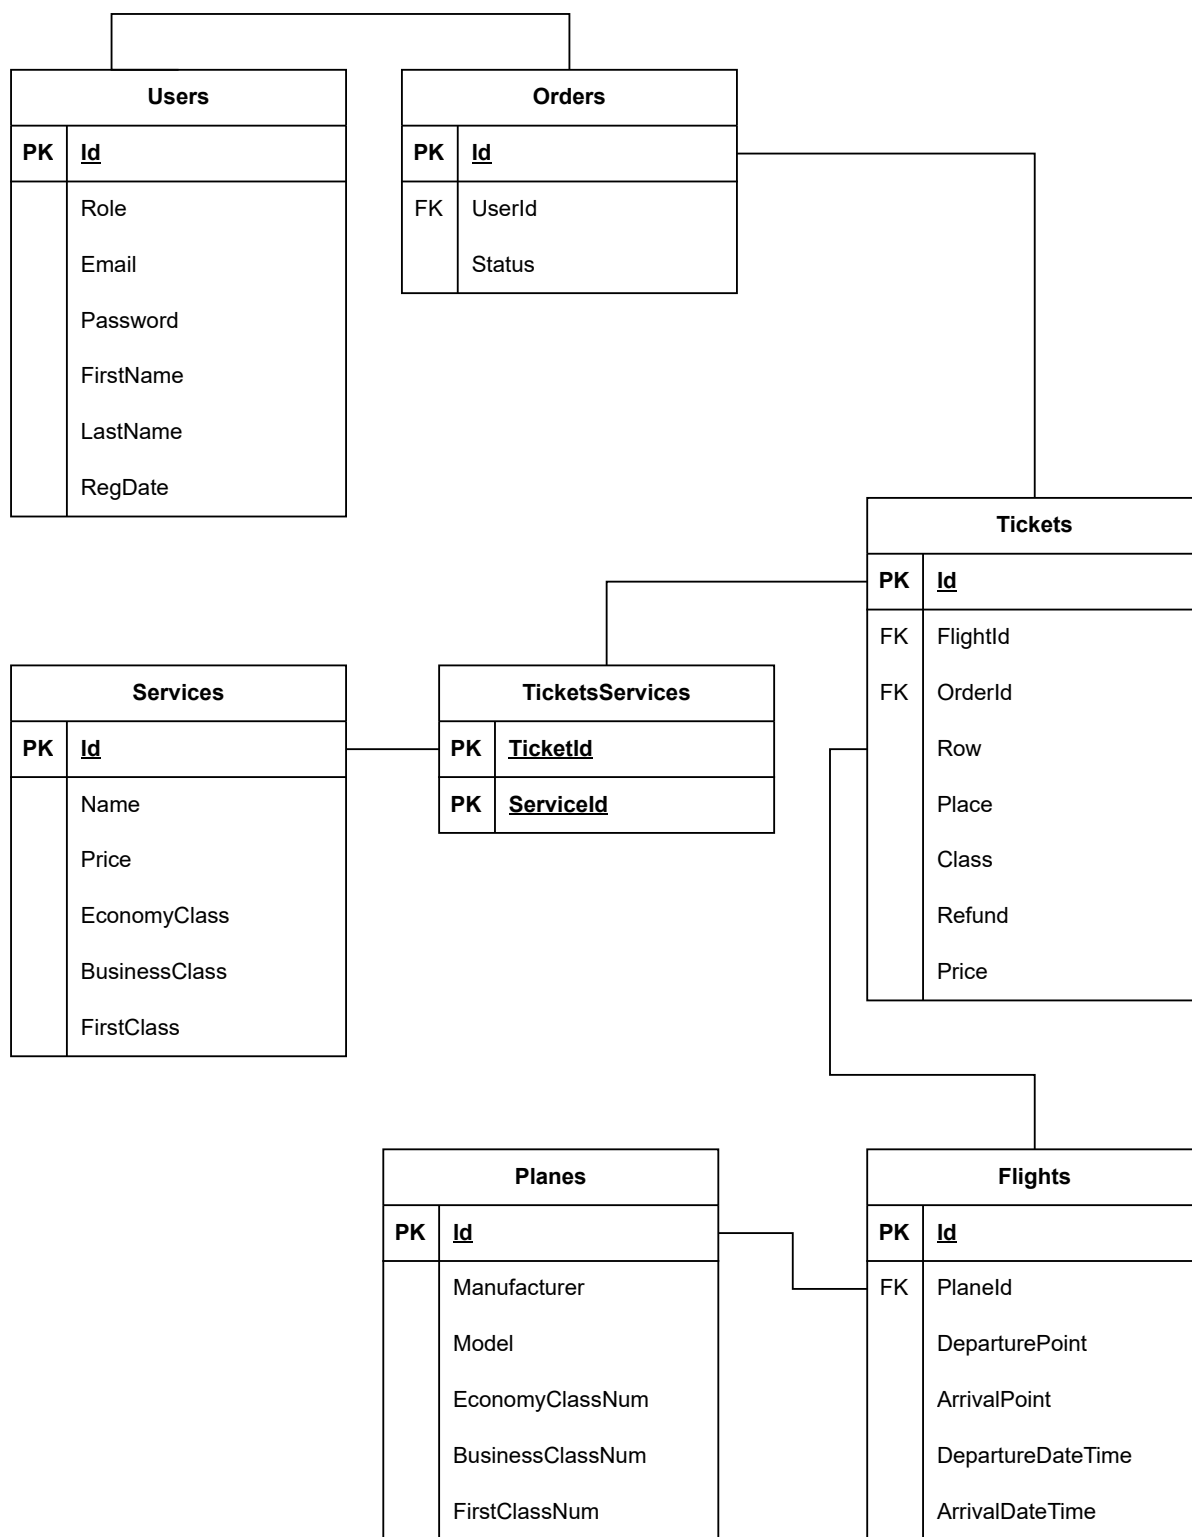 Users
PK Id
Role
Email
Password
FirstName
LastName
RegDate
Orders
PK Id
FK UserId
Status
Tickets
PK Id
FK FlightId
FK OrderId
Row
Place
Class
Refund
Price
Services
PK Id
Name
Price
EconomyClass
BusinessClass
FirstClass
TicketsServices
PK TicketId
PK ServiceId
Planes
PK Id
Manufacturer
Model
EconomyClassNum
BusinessClassNum
FirstClassNum
Flights
PK Id
FK PlaneId
DeparturePoint
ArrivalPoint
DepartureDateTime
ArrivalDateTime